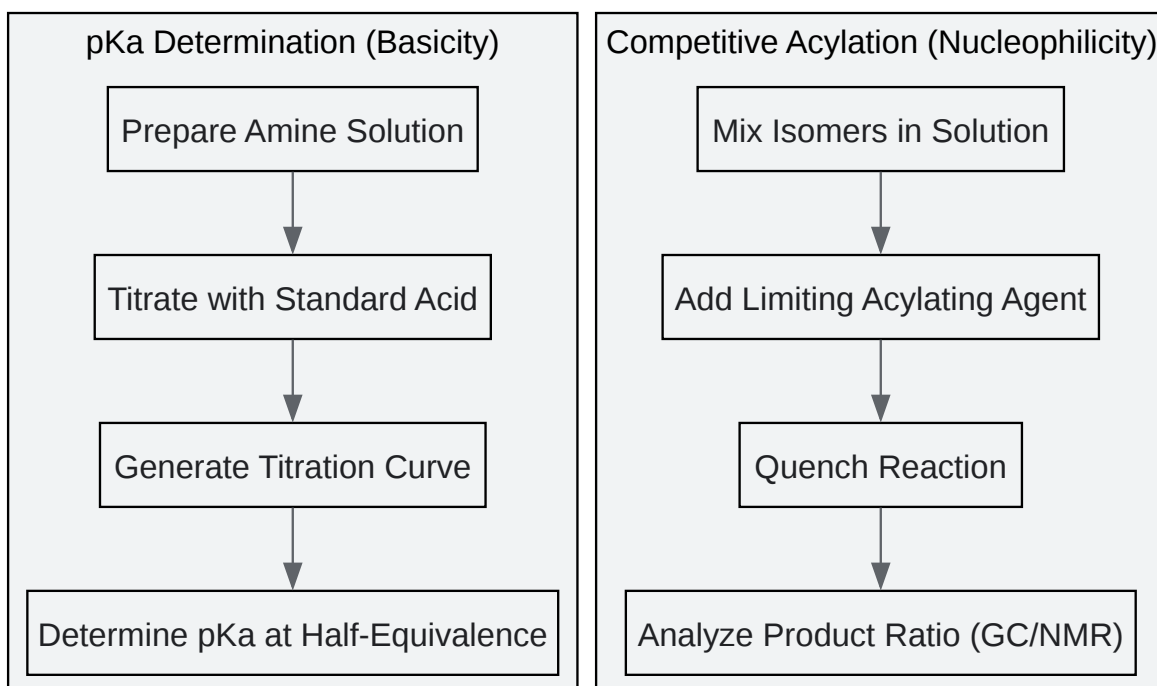 pKa Determination (Basicity)
Prepare Amine Solution
Titrate with Standard Acid
Generate Titration Curve
Determine pKa at Half-Equivalence
Competitive Acylation (Nucleophilicity)
Mix Isomers in Solution
Add Limiting Acylating Agent
Quench Reaction
Analyze Product Ratio (GC/NMR)